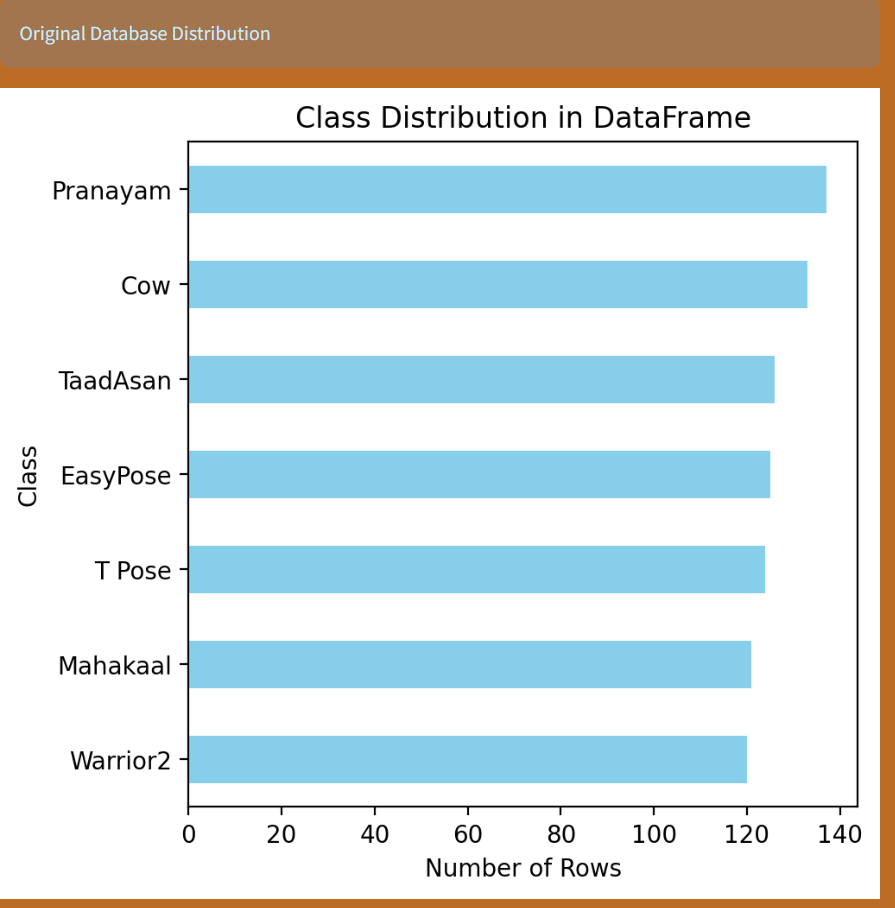 Original Database Distribution
Class Distribution in DataFrame
Pranayam
Cow
TaadAsan
EasyPose
T Pose
Mahakaal
Warrior2
Class
0 20 40 60 80 100 120 140
Number of Rows